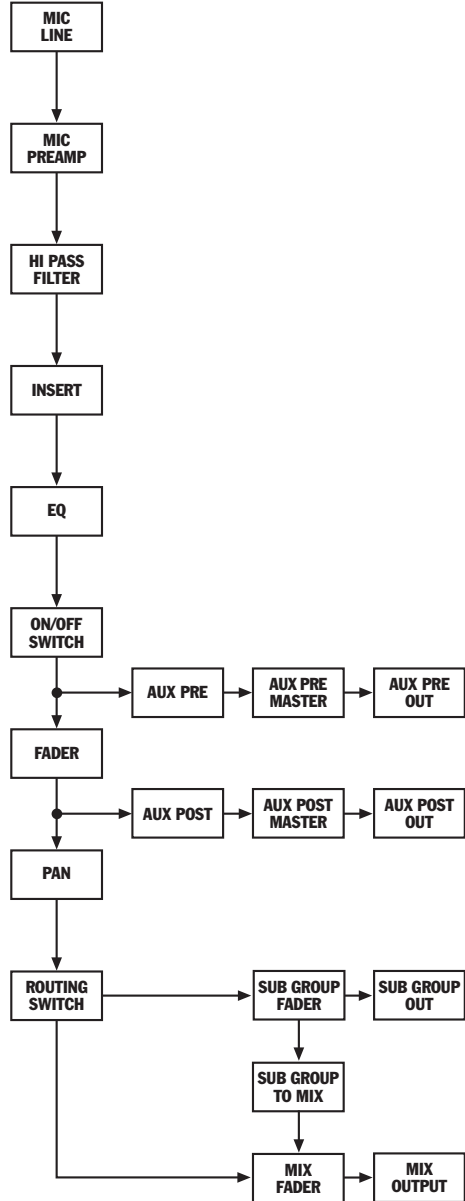 MIC
LINE
MIC
PREAMP
HI PASS
FILTER
INSERT
EQ
ON/OFF
SWITCH
AUX PRE
AUX PRE
MASTER
AUX PRE
OUT
FADER
AUX POST
AUX POST
MASTER
AUX POST
OUT
PAN
ROUTING
SWITCH
SUB GROUP
FADER
SUB GROUP
OUT
SUB GROUP
TO MIX
MIX
FADER
MIX
OUTPUT